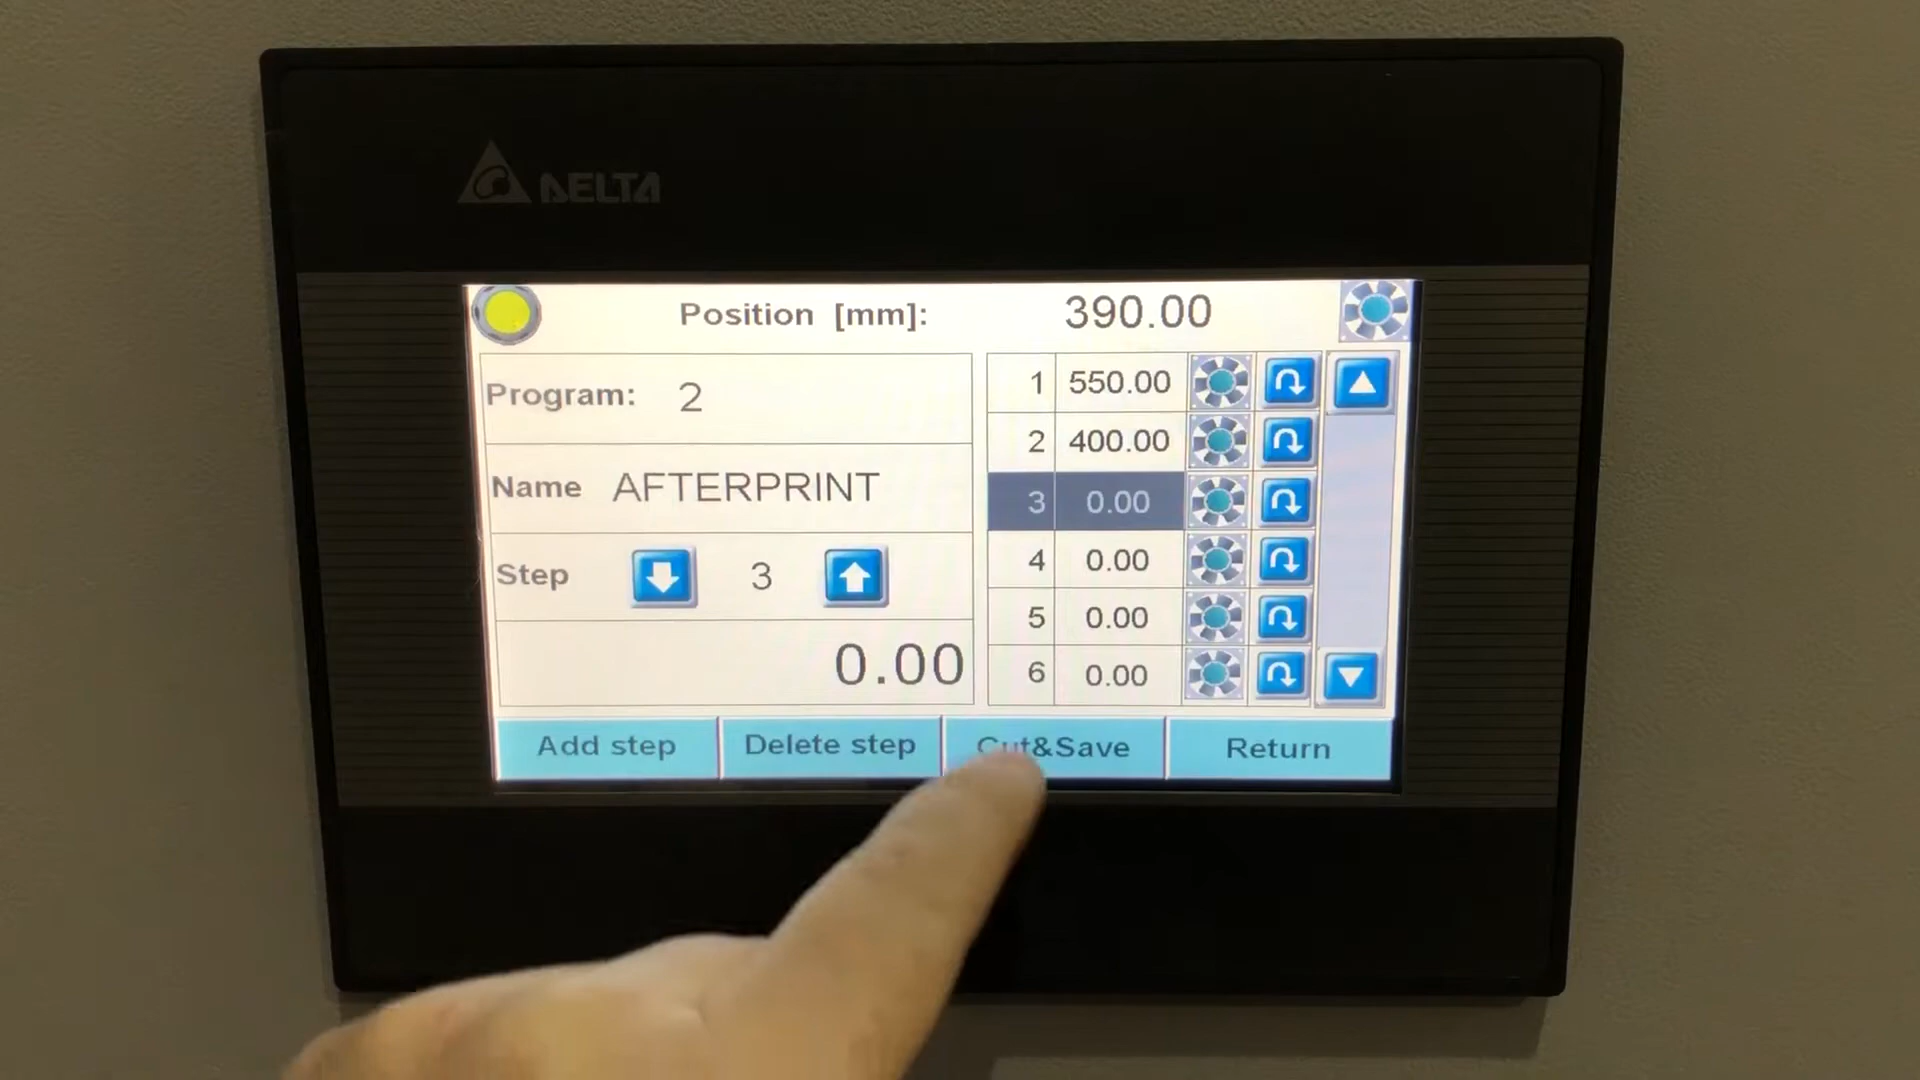 DELTA
Position [mm]: 390.00
Program: 2
Name AFTERPRINT
Step 3
0.00
1 550.00
2 400.00
3 0.00
4 0.00
5 0.00
6 0.00
Add step Delete step Cut&Save Return